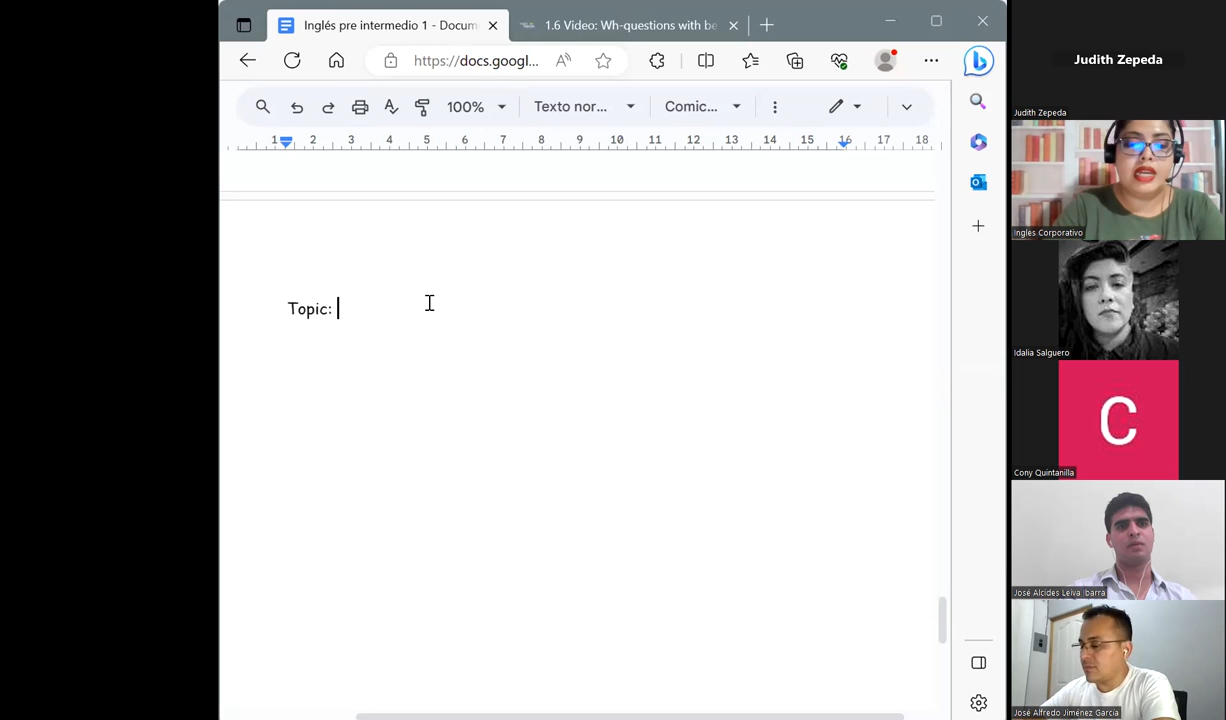 Inglés pre intermedio 1 - Docum
1.6 Video: Wh-questions with be
https://docs.googl...
100%
Texto nor...
Comic...
1 2 3 4 5 6 7 8 9 10 11 12 13 14 15 16 17 18
Topic:
Judith Zepeda
Judith Zepeda
Inglés Corporativo
Idalia Salguero
C
Cony Quintanilla
José Alcides Leiva Ibarra
José Alfredo Jiménez García